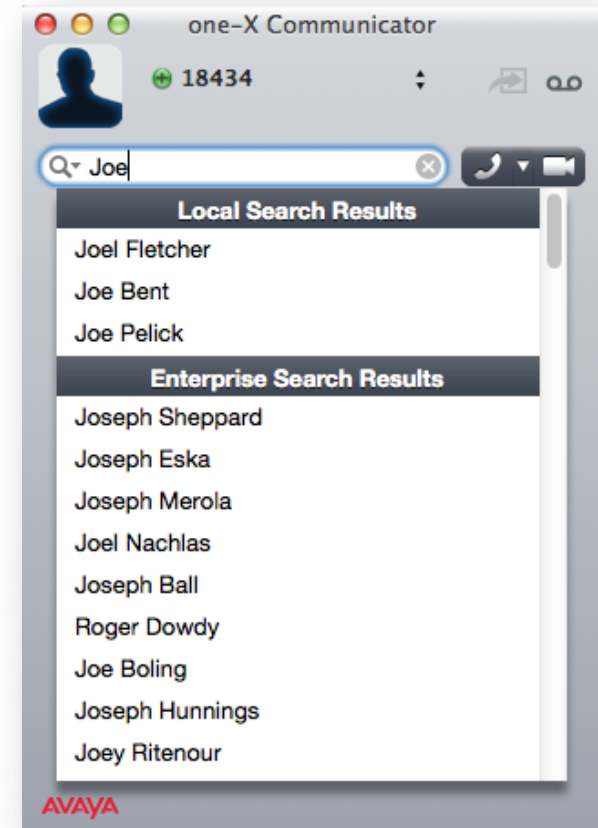 one-X Communicator
18434
Joe
Local Search Results
Joel Fletcher
Joe Bent
Joe Pelick
Enterprise Search Results
Joseph Sheppard
Joseph Eska
Joseph Merola
Joel Nachlas
Joseph Ball
Roger Dowdy
Joe Boling
Joseph Hunnings
Joey Ritenour
AVAYA